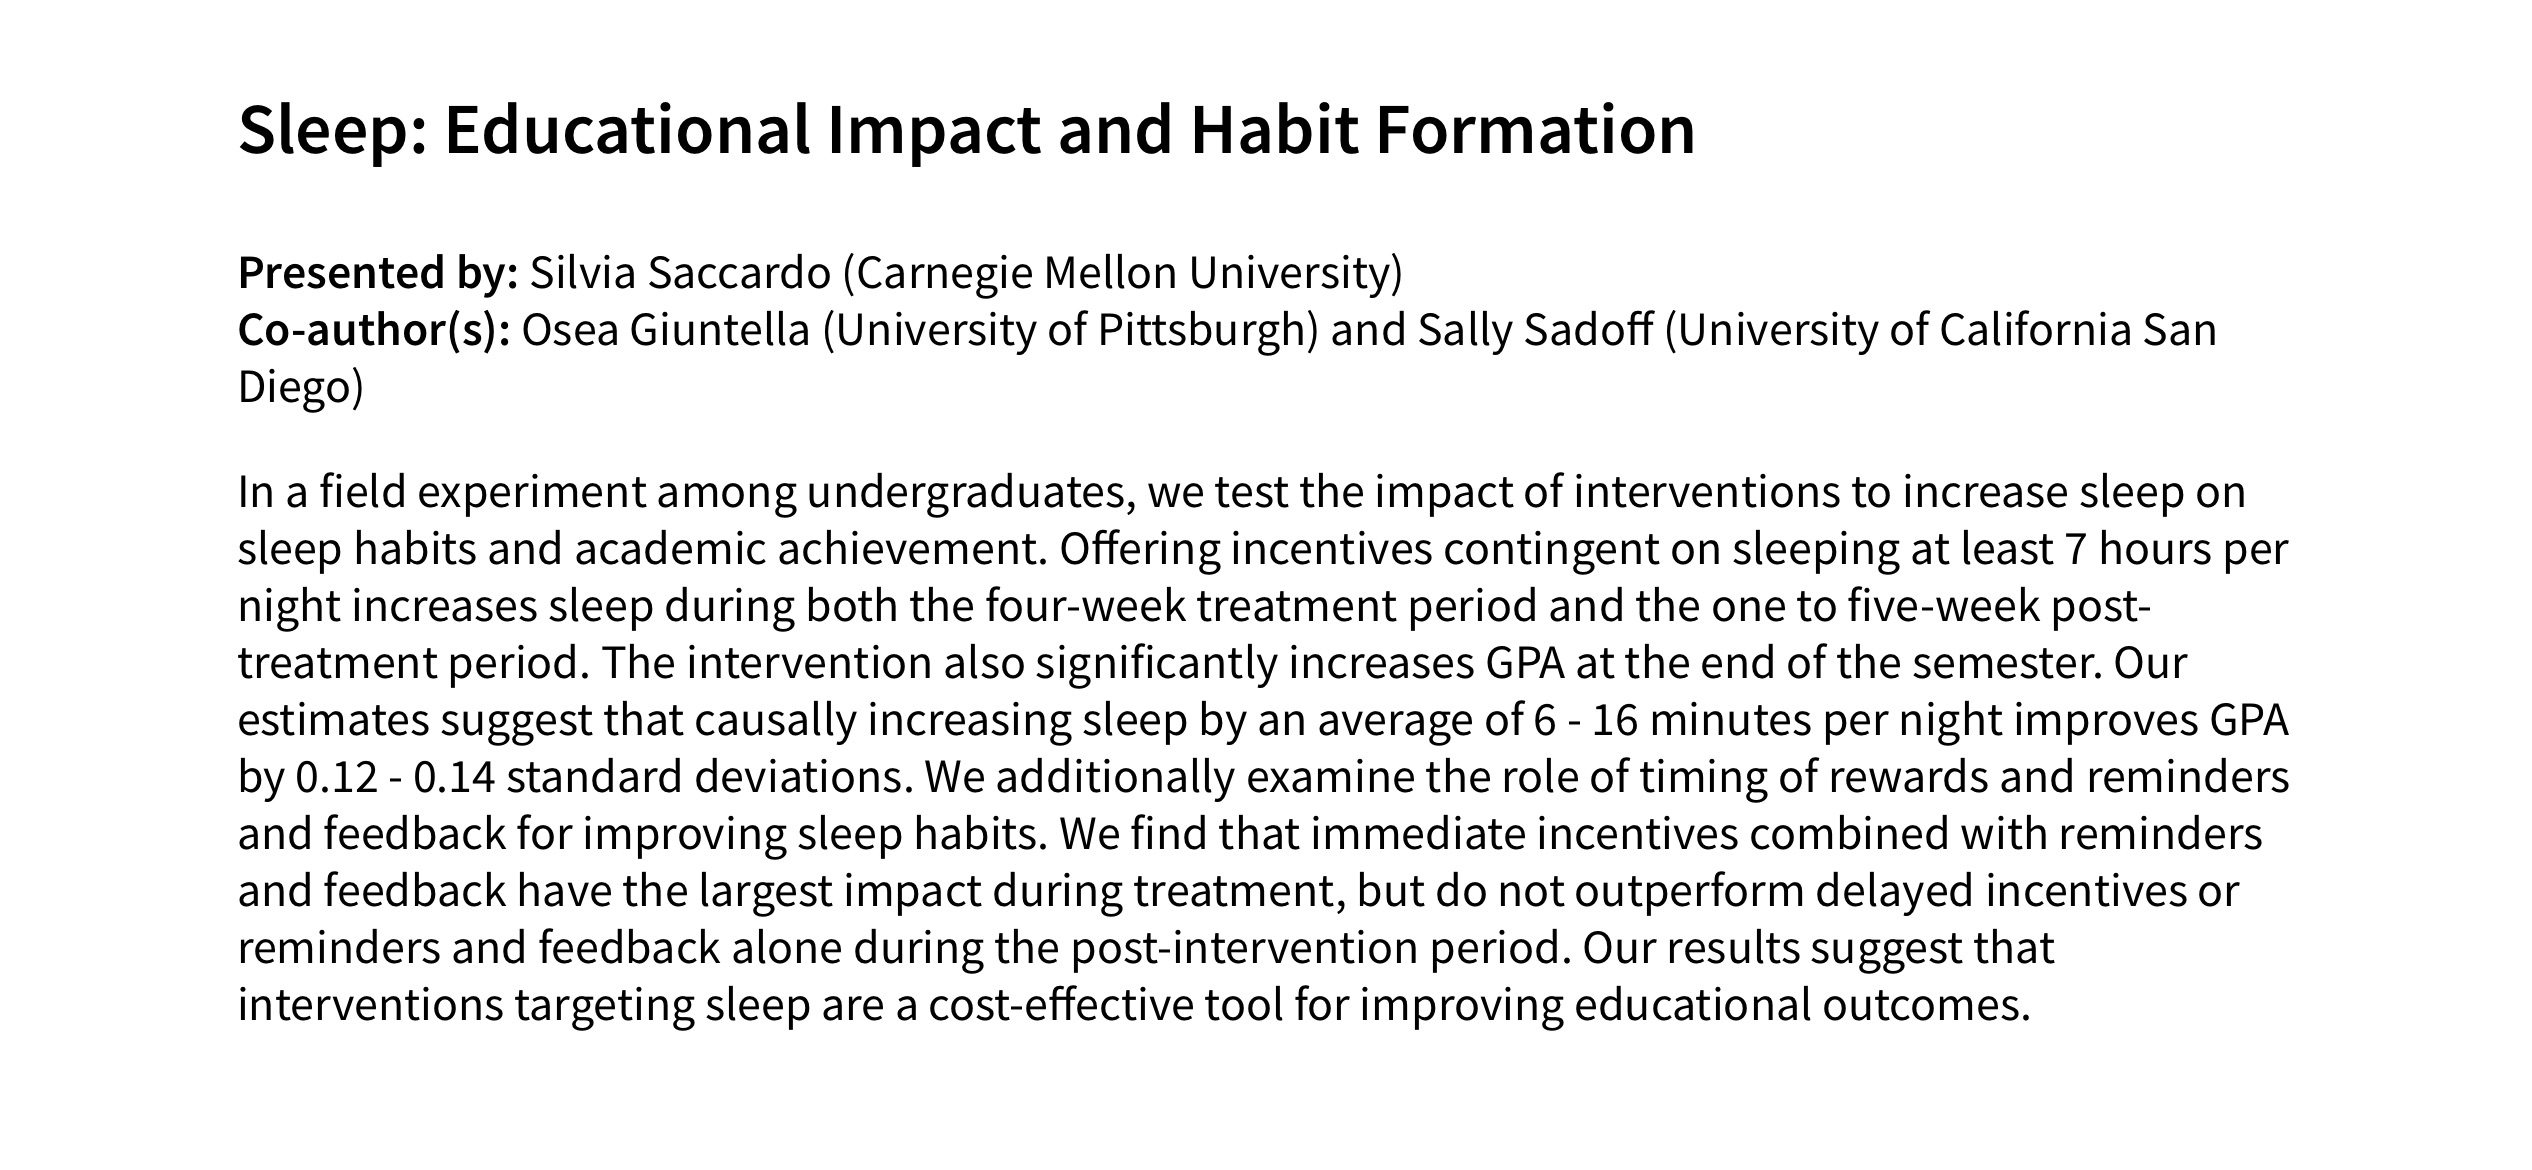 Sleep: Educational Impact and Habit Formation
Presented by: Silvia Saccardo (Carnegie Mellon University)
Co-author(s): Osea Giuntella (University of Pittsburgh) and Sally Sadoff (University of California San
Diego)
In a field experiment among undergraduates, we test the impact of interventions to increase sleep on
sleep habits and academic achievement. Offering incentives contingent on sleeping at least 7 hours per
night increases sleep during both the four-week treatment period and the one to five-week post-
treatment period. The intervention also significantly increases GPA at the end of the semester. Our
estimates suggest that causally increasing sleep by an average of 6 - 16 minutes per night improves GPA
by 0.12 - 0.14 standard deviations. We additionally examine the role of timing of rewards and reminders
and feedback for improving sleep habits. We find that immediate incentives combined with reminders
and feedback have the largest impact during treatment, but do not outperform delayed incentives or
reminders and feedback alone during the post-intervention period. Our results suggest that
interventions targeting sleep are a cost-effective tool for improving educational outcomes.